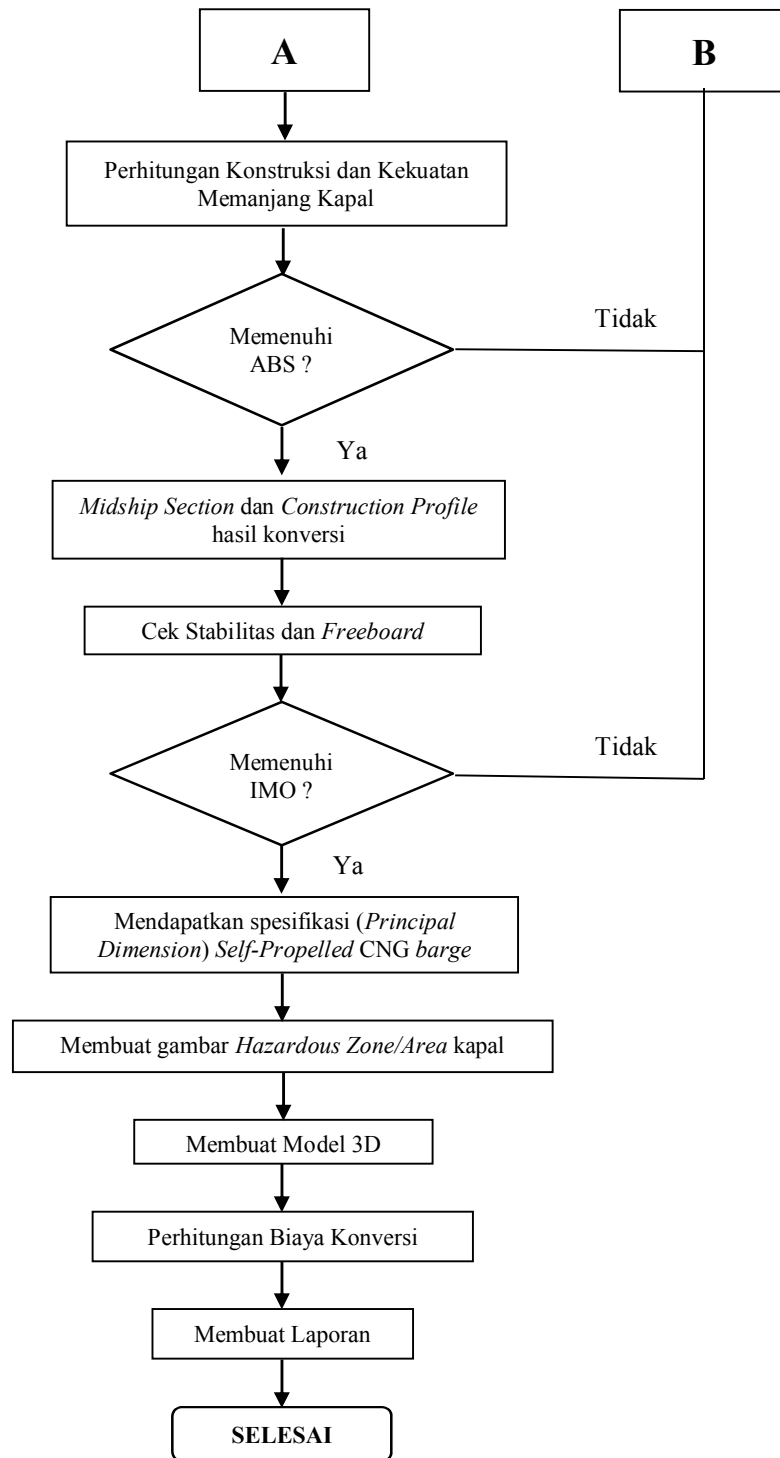 A
B
Perhitungan Konstruksi dan Kekuatan
Memanjang Kapal
Memenuhi
ABS ?
Tidak
Ya
Midship Section dan Construction Profile
hasil konversi
Cek Stabilitas dan Freeboard
Memenuhi
IMO ?
Tidak
Ya
Mendapatkan spesifikasi (Principal
Dimension) Self-Propelled CNG barge
Membuat gambar Hazardous Zone/Area kapal
Membuat Model 3D
Perhitungan Biaya Konversi
Membuat Laporan
SELESAI